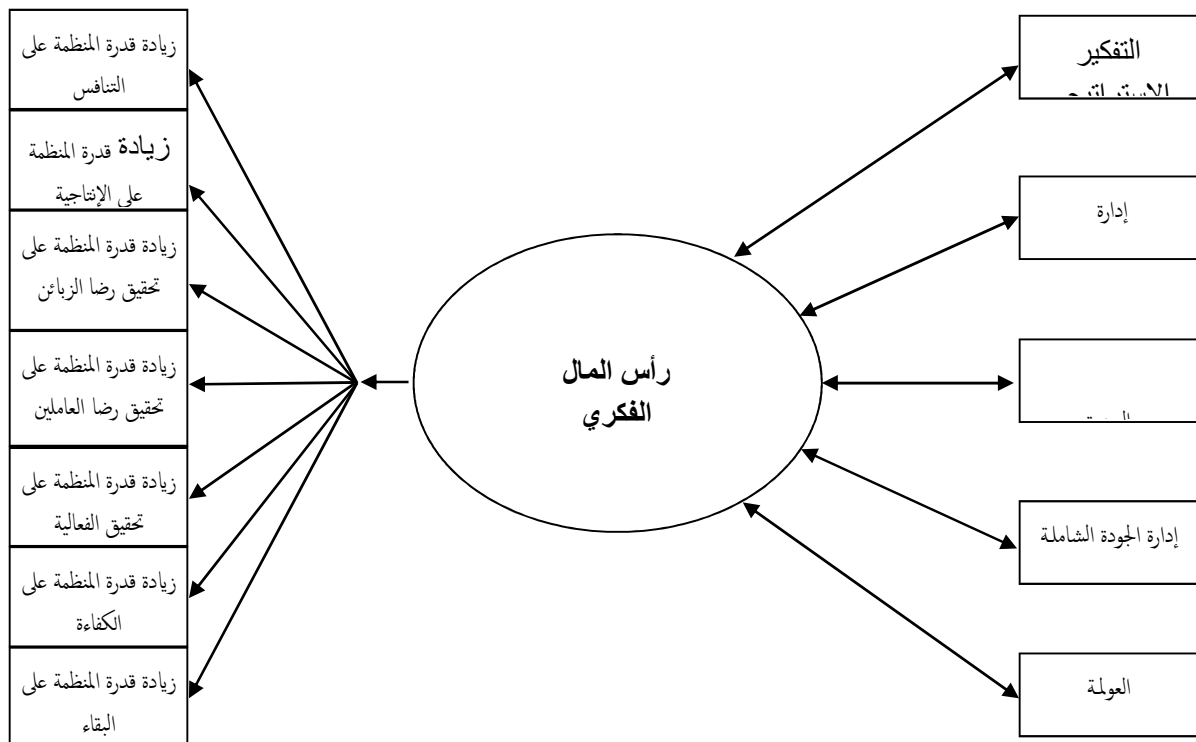 التفكير
إدارة
إدارة الجودة الشاملة
العولمة
رأس المال
الفكري
زيادة قدرة المنظمة على
التنافس
زيادة قدرة المنظمة
على الإنتاجية
زيادة قدرة المنظمة على
تحقيق رضا الزبائن
زيادة قدرة المنظمة على
تحقيق رضا العاملين
زيادة قدرة المنظمة على
تحقيق الفعالية
زيادة قدرة المنظمة على
الكفاءة
زيادة قدرة المنظمة على
البقاء